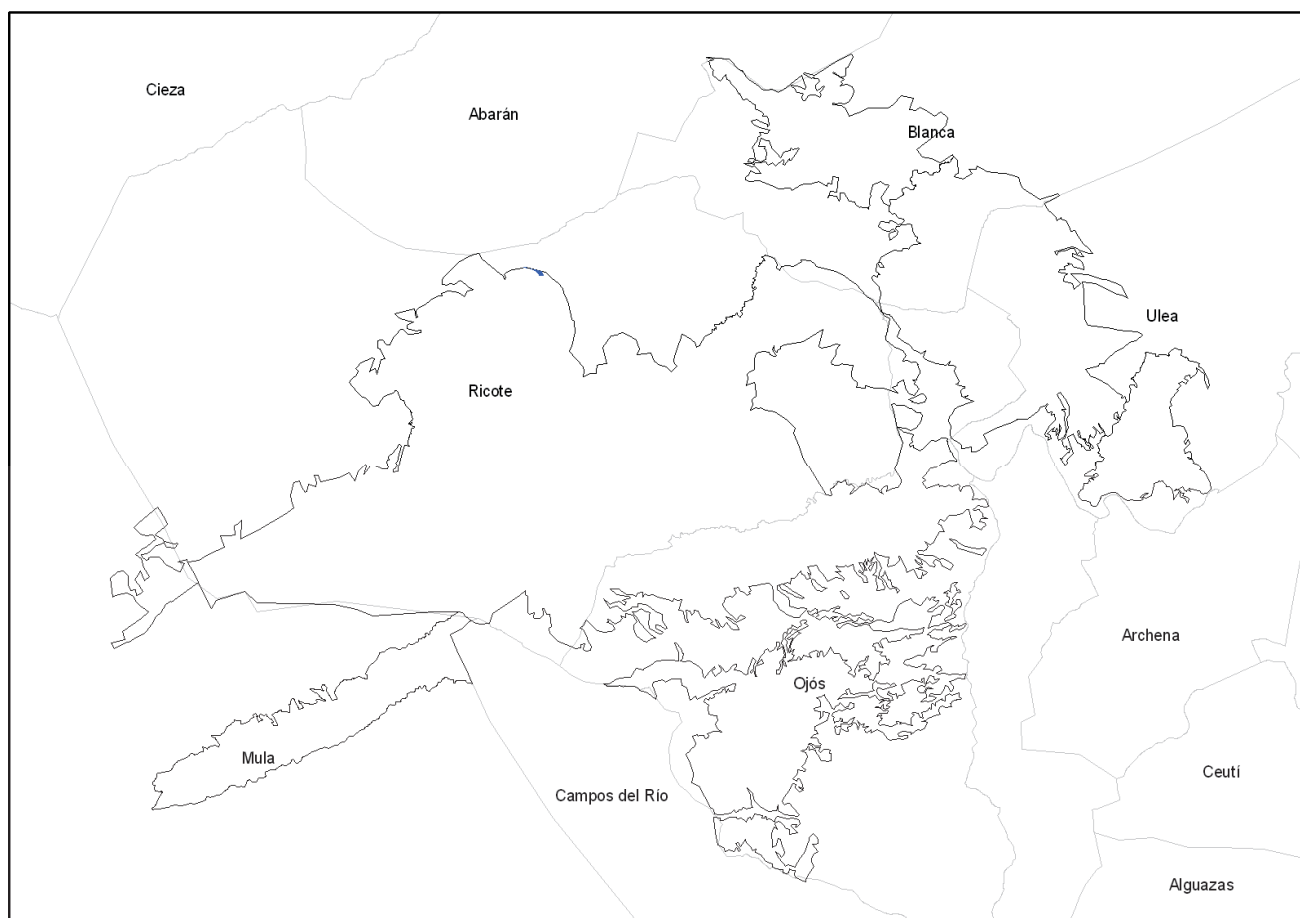 Cieza
Abarán
Blanca
Ulea
Ricote
Archena
Ojós
Mula
Ceutí
Campos del Río
Alguazas